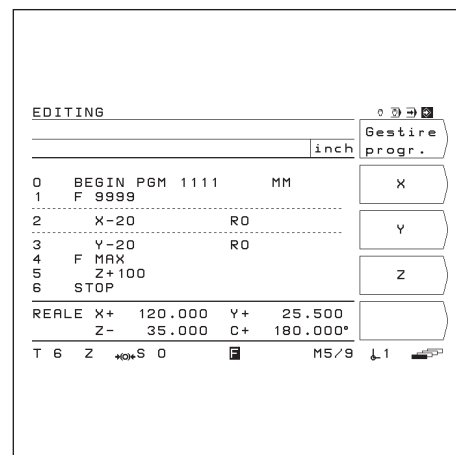 EDITING
Gestire
inch progr.
0 BEGIN PGM 1111 MM
X
1 F 9999
2 X-20 R0
Y
3 Y-20 R0
4 F MAX
5 Z+100
Z
6 STOP
REALE X+ 120.000 Y+ 25.500
Z- 35.000 C+ 180.000°
T 6 Z S 0 F M5/9 1